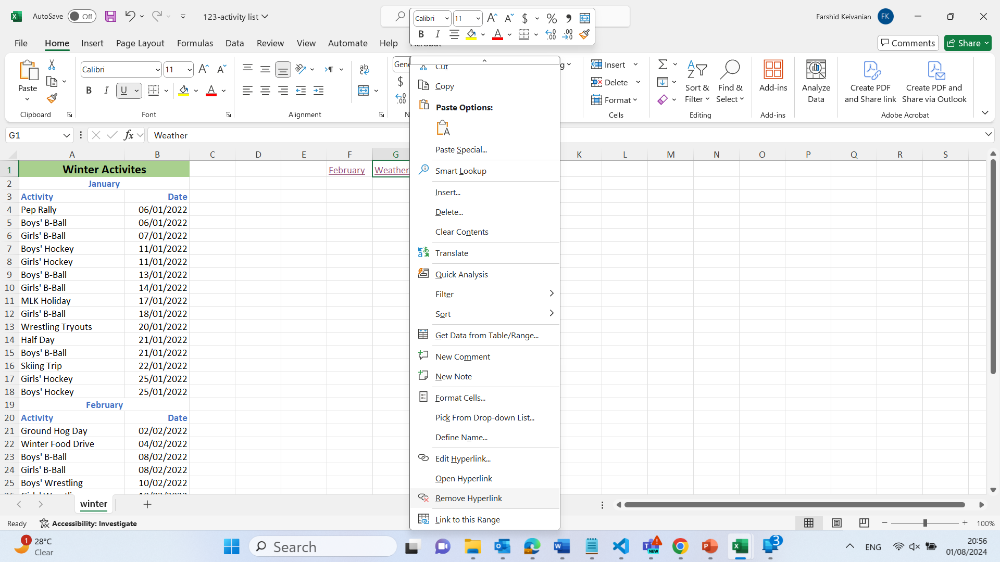 AutoSave Off 123-activity list Farshid Keivanian FK
Calibri 11 $ % 9
B I A .00 .00
File Home Insert Page Layout Formulas Data Review View Automate Help Acrobat Comments Share
Paste Calibri 11 B I U A ab Gene $ Insert Delete Format Sort & Filter Find & Select Add-ins Analyze Data Create PDF and Share link Create PDF and Share via Outlook
Clipboard Font Alignment N Cells Editing Add-ins Adobe Acrobat
G1 fx Weather
A B C D E F G K L M N O P Q R S
1 Winter Activites February Weather
2 January
3 Activity Date
4 Pep Rally 06/01/2022
5 Boys' B-Ball 06/01/2022
6 Girls' B-Ball 07/01/2022
7 Boys' Hockey 11/01/2022
8 Girls' Hockey 11/01/2022
9 Boys' B-Ball 13/01/2022
10 Girls' B-Ball 14/01/2022
11 MLK Holiday 17/01/2022
12 Girls' B-Ball 18/01/2022
13 Wrestling Tryouts 20/01/2022
14 Half Day 21/01/2022
15 Boys' B-Ball 21/01/2022
16 Skiing Trip 22/01/2022
17 Girls' Hockey 25/01/2022
18 Boys' Hockey 25/01/2022
19 February
20 Activity Date
21 Ground Hog Day 02/02/2022
22 Winter Food Drive 04/02/2022
23 Boys' B-Ball 08/02/2022
24 Girls' B-Ball 08/02/2022
25 Boys' Wrestling 10/02/2022
Cut
Copy
Paste Options:
Paste Special...
Smart Lookup
Insert...
Delete...
Clear Contents
Translate
Quick Analysis
Filter
Sort
Get Data from Table/Range...
New Comment
New Note
Format Cells...
Pick From Drop-down List...
Define Name...
Edit Hyperlink...
Open Hyperlink
Remove Hyperlink
Link to this Range
winter
Ready Accessibility: Investigate 100%
1 28°C Clear Search NEW 3 ENG 20:56
01/08/2024